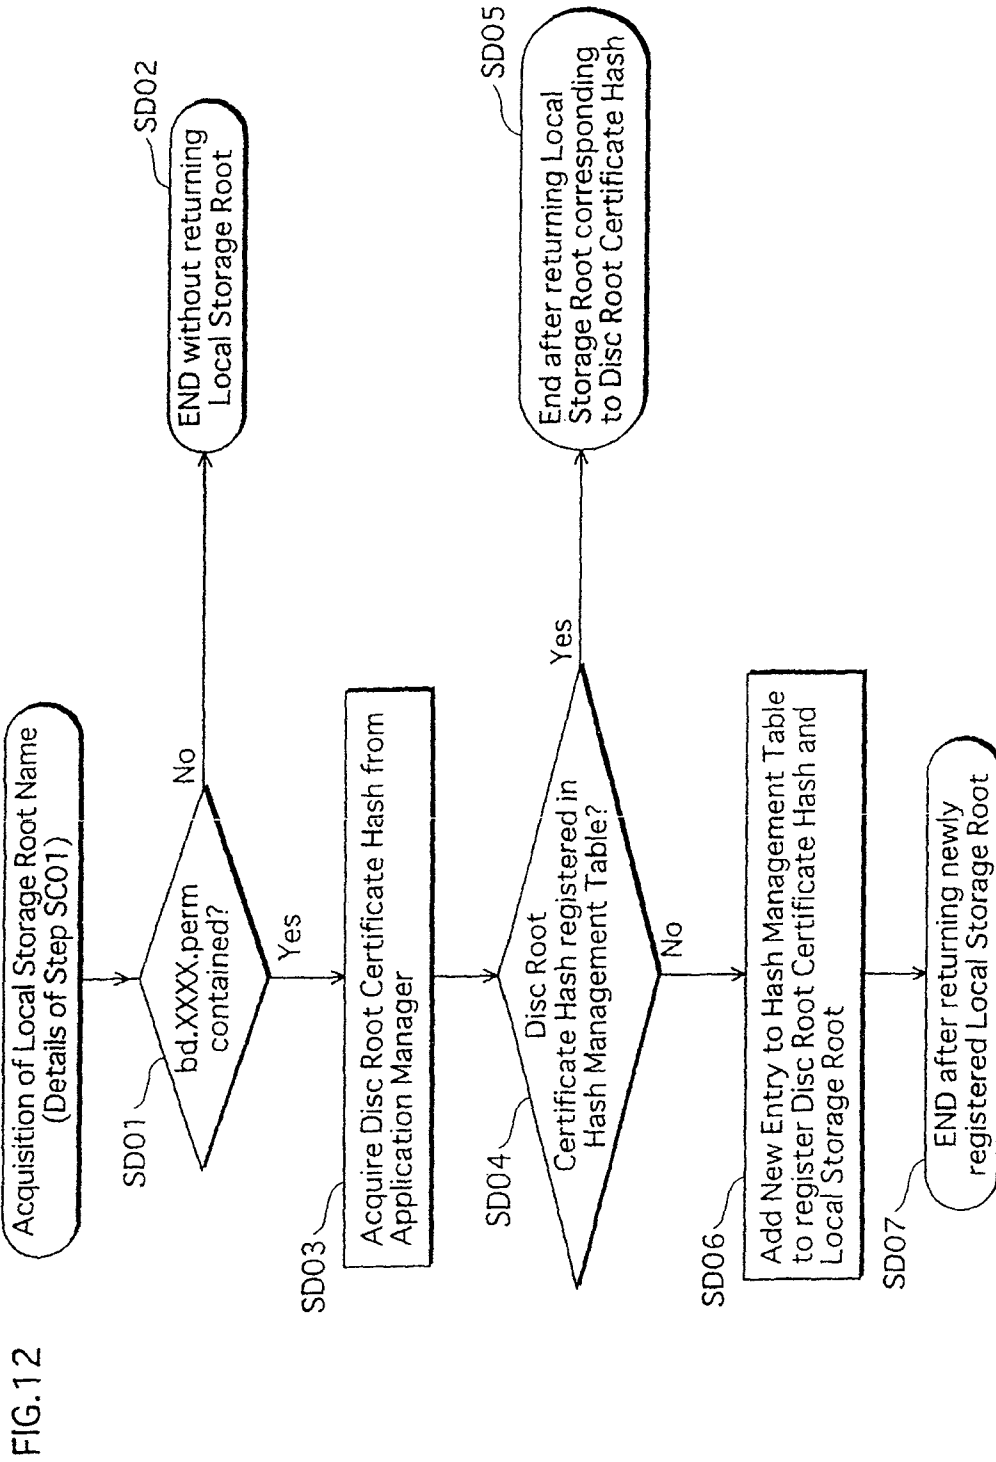 FIG.12
Acquisition of Local Storage Root Name
(Details of Step SC01)
SD01
bd.XXXX.perm
contained?
No
SD02
END without returning
Local Storage Root
Yes
SD03
Acquire Disc Root Certificate Hash from
Application Manager
SD04
Disc Root
Certificate Hash registered in
Hash Management Table?
Yes
SD05
End after returning Local
Storage Root corresponding
to Disc Root Certificate Hash
No
SD06
Add New Entry to Hash Management Table
to register Disc Root Certificate Hash and
Local Storage Root
SD07
END after returning newly
registered Local Storage Root